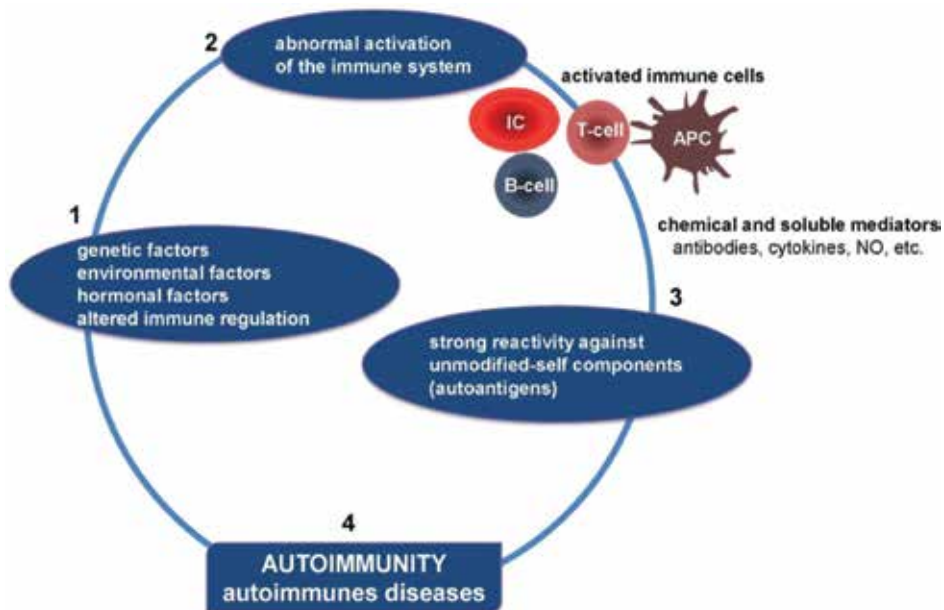 1
genetic factors
environmental factors
hormonal factors
altered immune regulation
2
abnormal activation
of the immune system
activated immune cells
IC
T-cell
APC
B-cell
chemical and soluble mediators
antibodies, cytokines, NO, etc.
3
strong reactivity against
unmodified-self components
(autoantigens)
4
AUTOIMMUNITY
autoimmunes diseases